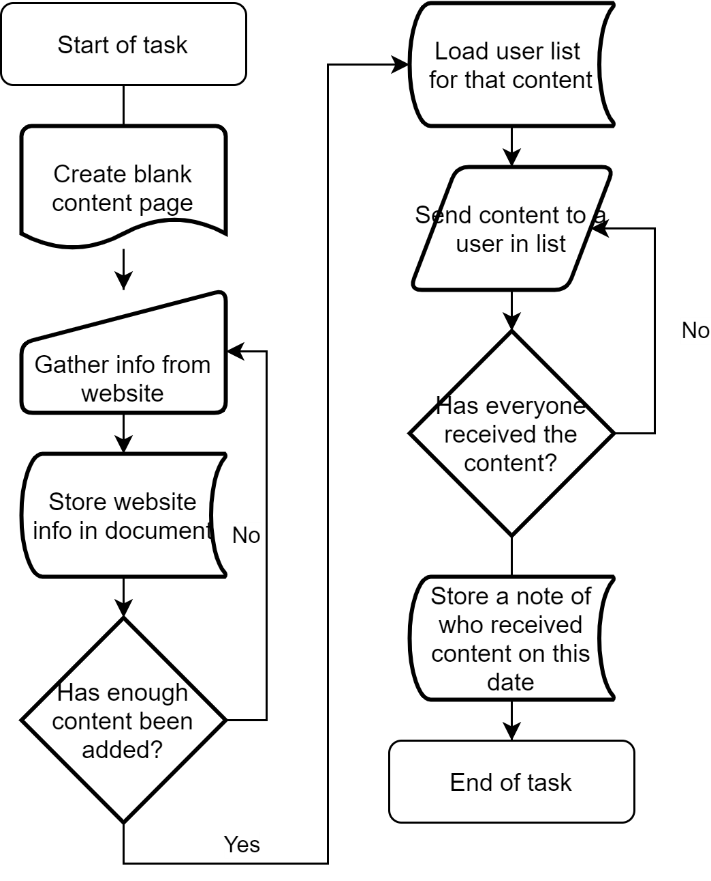 Start of task
Create blank
content page
Gather info from
website
Store website
info in document
No
Has enough
content been
added?
Yes
Load user list
for that content
Send content to a
user in list
No
Has everyone
received the
content?
Store a note of
who received
content on this
date
End of task